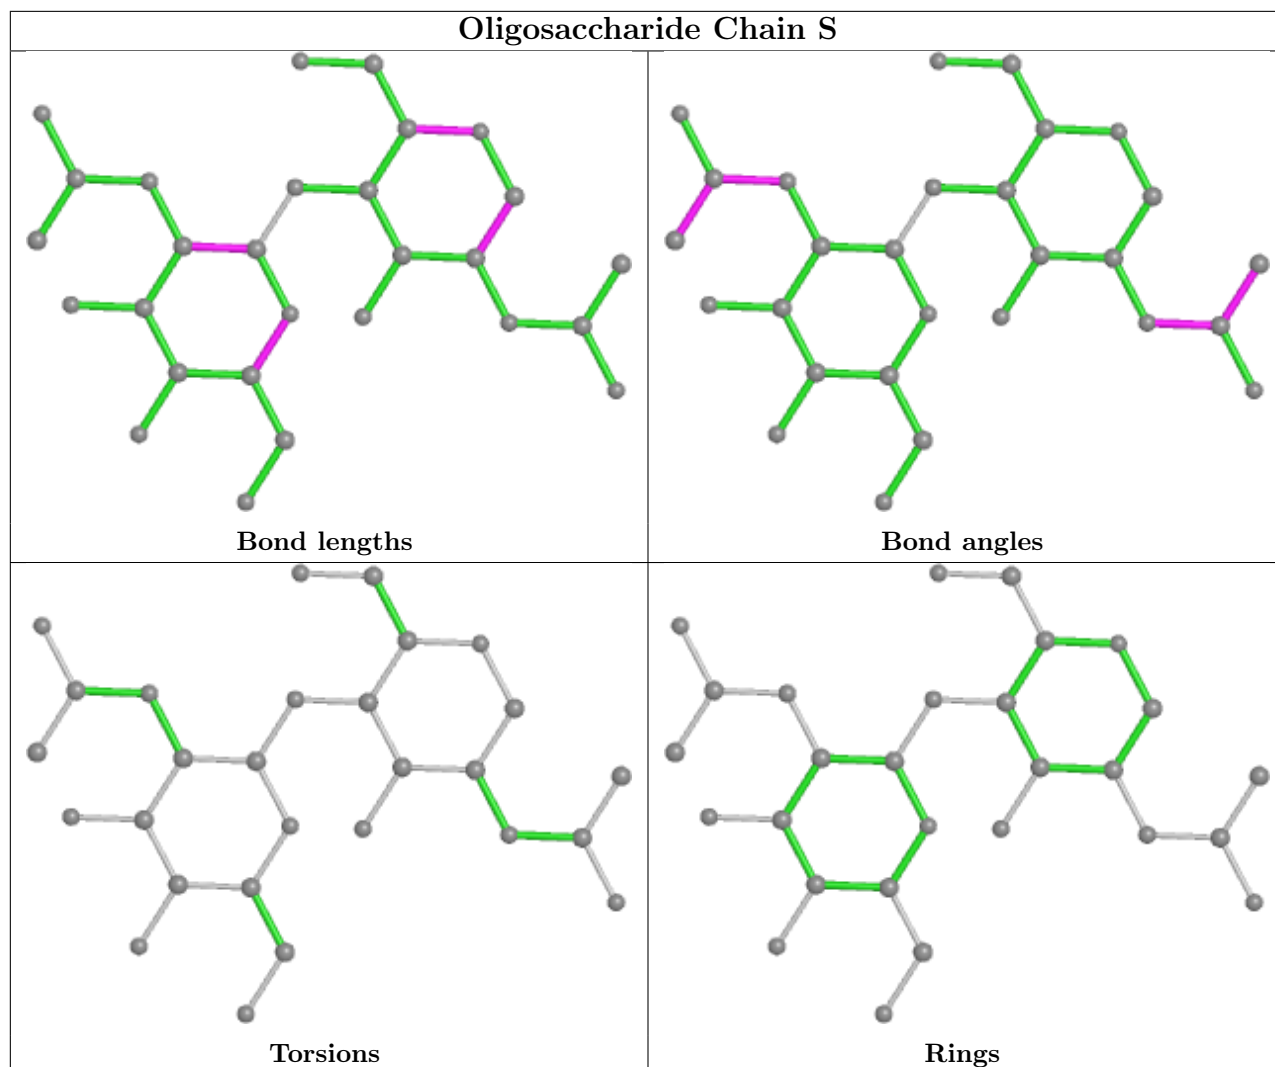 Oligosaccharide Chain S
Bond lengths
Bond angles
Torsions
Rings